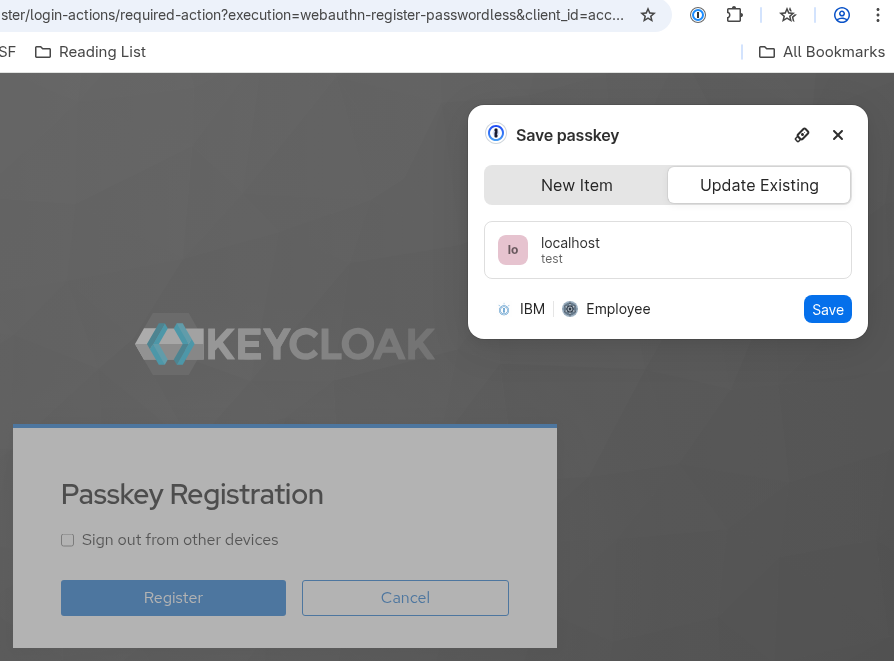 ster/login-actions/required-action?execution=webauthn-register-passwordless&client_id=acc...
SF Reading List All Bookmarks
Save passkey
New Item Update Existing
lo localhost
test
IBM Employee Save
KEYCLOAK
Passkey Registration
Sign out from other devices
Register Cancel